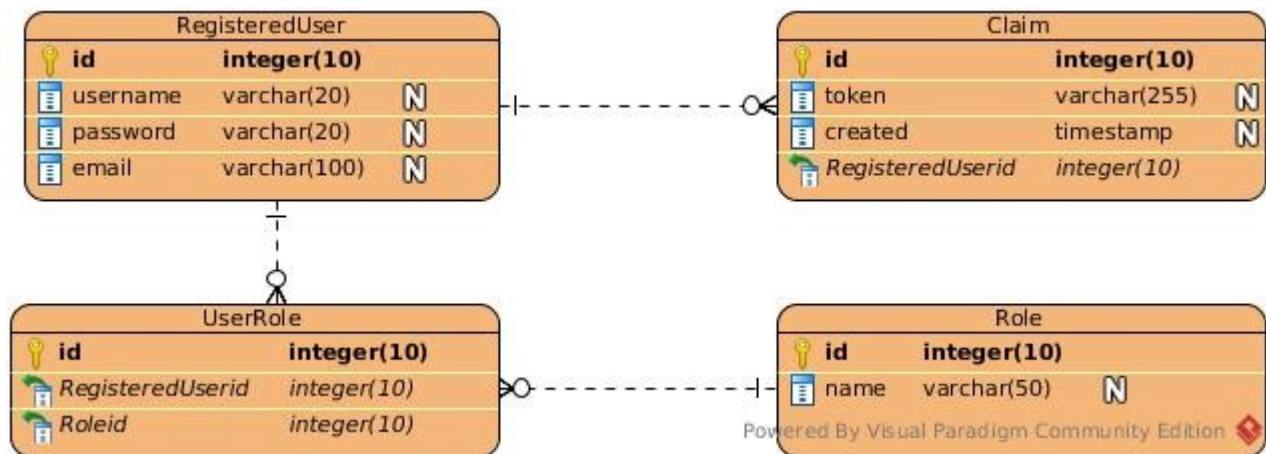 RegisteredUser
id integer(10)
username varchar(20) N
password varchar(20) N
email varchar(100) N
Claim
id integer(10)
token varchar(255) N
created timestamp N
RegisteredUserid integer(10)
UserRole
id integer(10)
RegisteredUserid integer(10)
Roleid integer(10)
Role
id integer(10)
name varchar(50) N
Powered By Visual Paradigm Community Edition